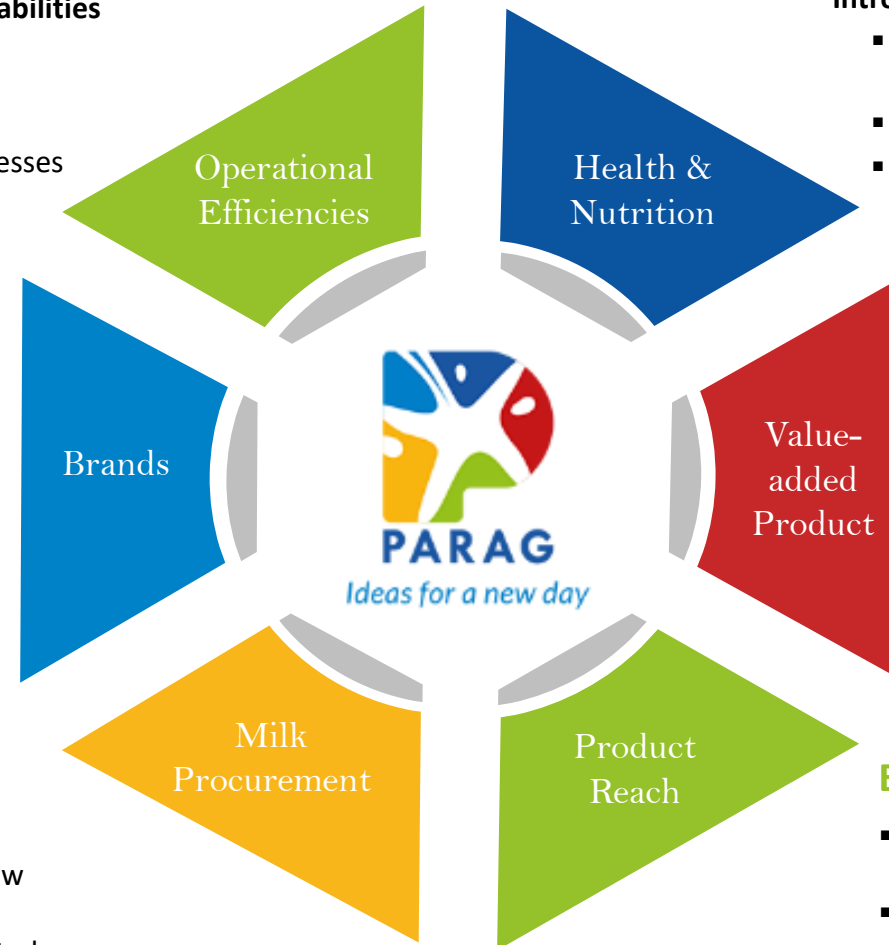 abilities
esses
Operational
Efficiencies
Health &
Nutrition
Brands
Value-
added
Product
PARAG
Ideas for a new day
Milk
Procurement
Product
Reach